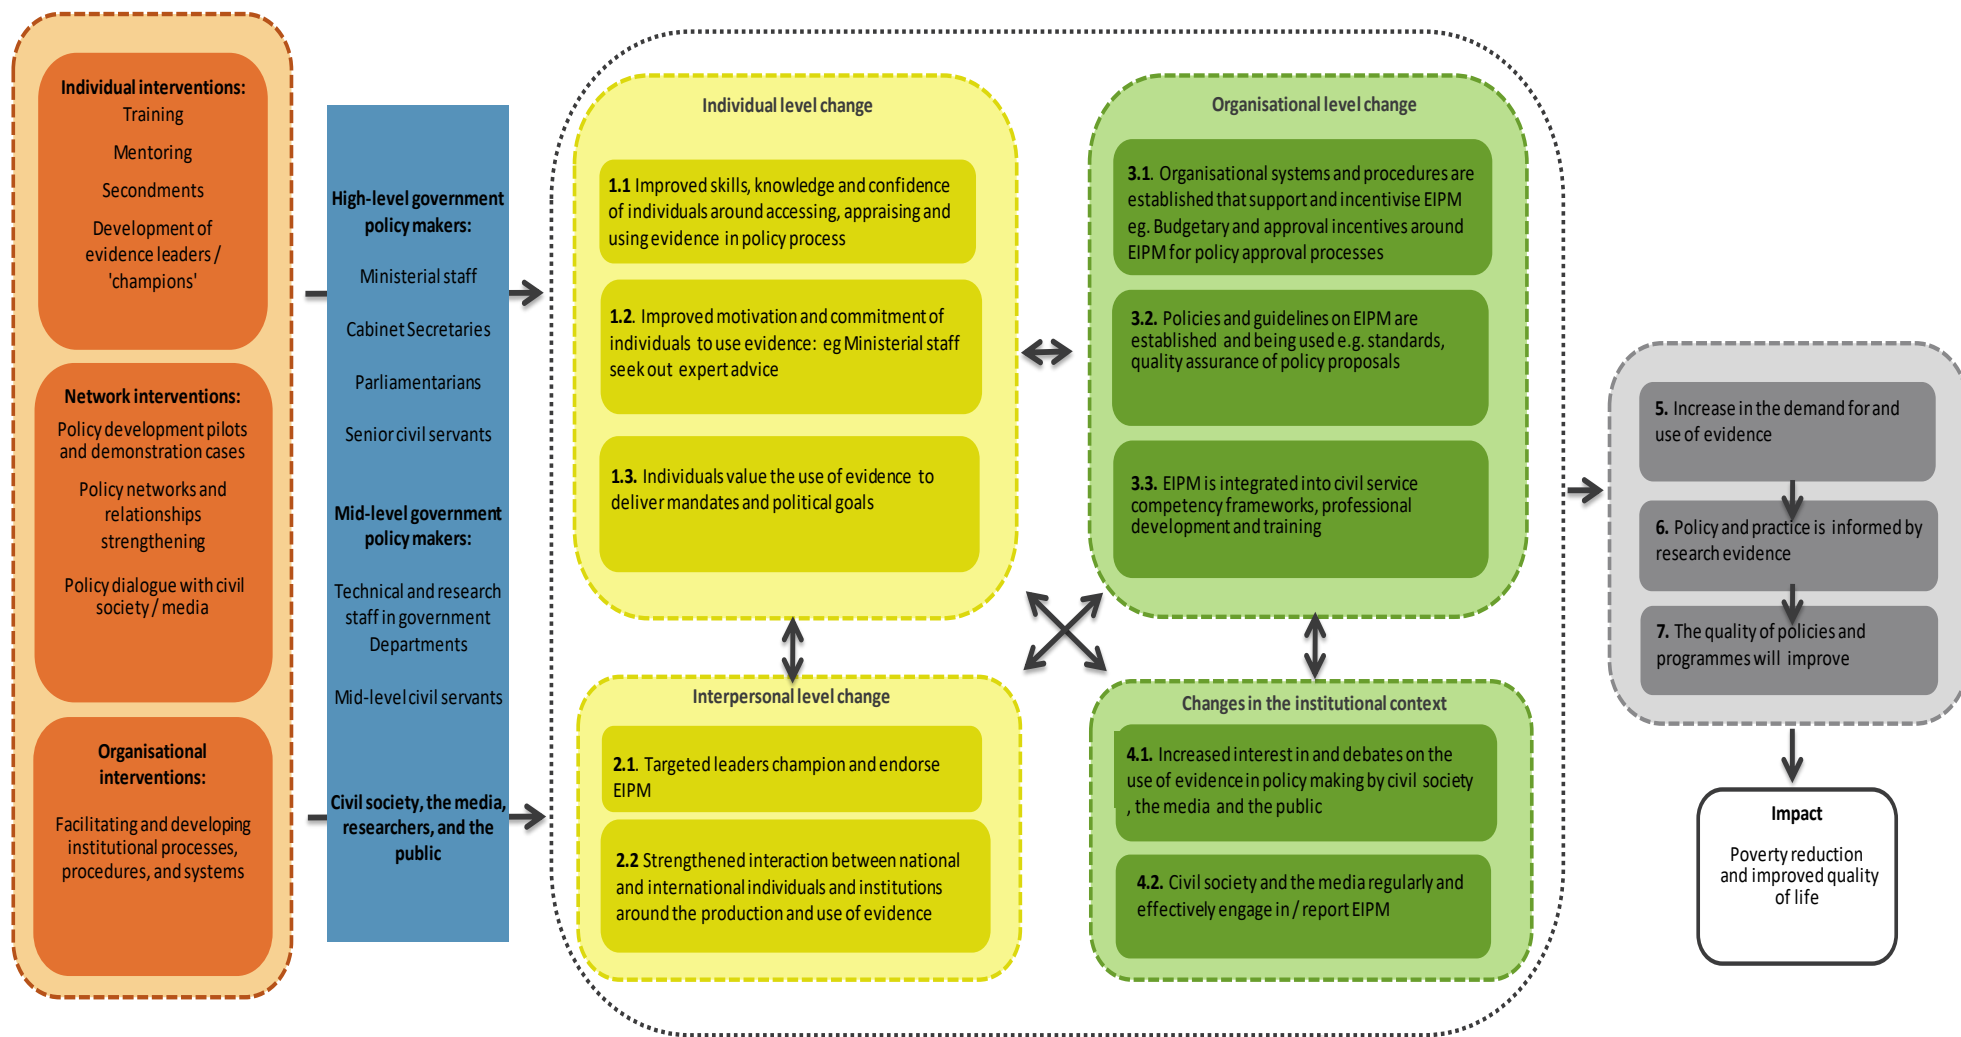 Individual interventions:
Training
Mentoring
Secondments
Development of
evidence leaders /
'champions'
Network interventions:
Policy development pilots
and demonstration cases
Policy networks and
relationships
strengthening
Policy dialogue with civil
society / media
Organisational
interventions:
Facilitating and developing
institutional processes,
procedures, and systems
High-level government
policy makers:
Ministerial staff
Cabinet Secretaries
Parliamentarians
Senior civil servants
Mid-level government
policy makers:
Technical and research
staff in government
Departments
Mid-level civil servants
Civil society, the media,
researchers, and the
public
Individual level change
1.1 Improved skills, knowledge and confidence
of individuals around accessing, appraising and
using evidence in policy process
1.2. Improved motivation and commitment of
individuals to use evidence: eg Ministerial staff
seek out expert advice
1.3. Individuals value the use of evidence to
deliver mandates and political goals
Interpersonal level change
2.1. Targeted leaders champion and endorse
EIPM
2.2 Strengthened interaction between national
and international individuals and institutions
around the production and use of evidence
Organisational level change
3.1. Organisational systems and procedures are
established that support and incentivise EIPM
eg. Budgetary and approval incentives around
EIPM for policy approval processes
3.2. Policies and guidelines on EIPM are
established and being used e.g. standards,
quality assurance of policy proposals
3.3. EIPM is integrated into civil service
competency frameworks, professional
development and training
Changes in the institutional context
4.1. Increased interest in and debates on the
use of evidence in policy making by civil society
, the media and the public
4.2. Civil society and the media regularly and
effectively engage in / report EIPM
5. Increase in the demand for and
use of evidence
6. Policy and practice is informed by
research evidence
7. The quality of policies and
programmes will improve
Impact
Poverty reduction
and improved quality
of life